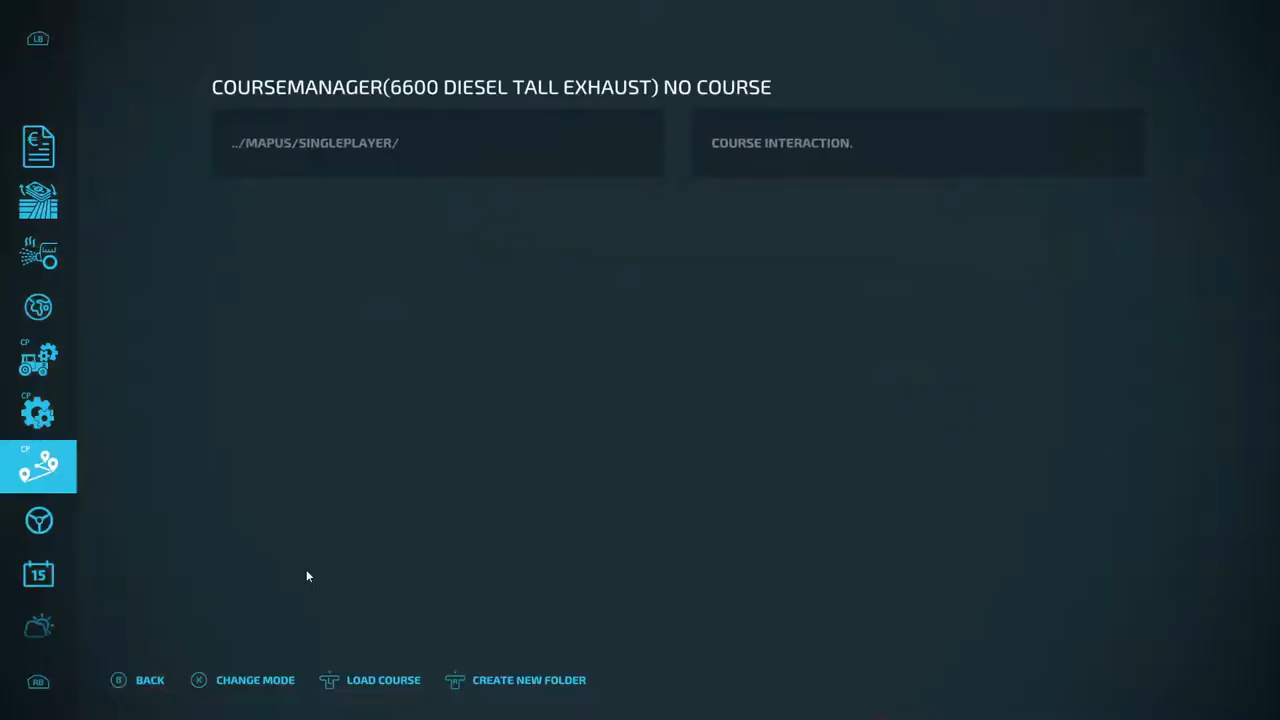 LB
COURSEMANAGER(6600 DIESEL TALL EXHAUST) NO COURSE
../MAPUS/SINGLEPLAYER/
COURSE INTERACTION.
€
CP
CP
CP
15
RB
B BACK
X CHANGE MODE
L LOAD COURSE
R CREATE NEW FOLDER